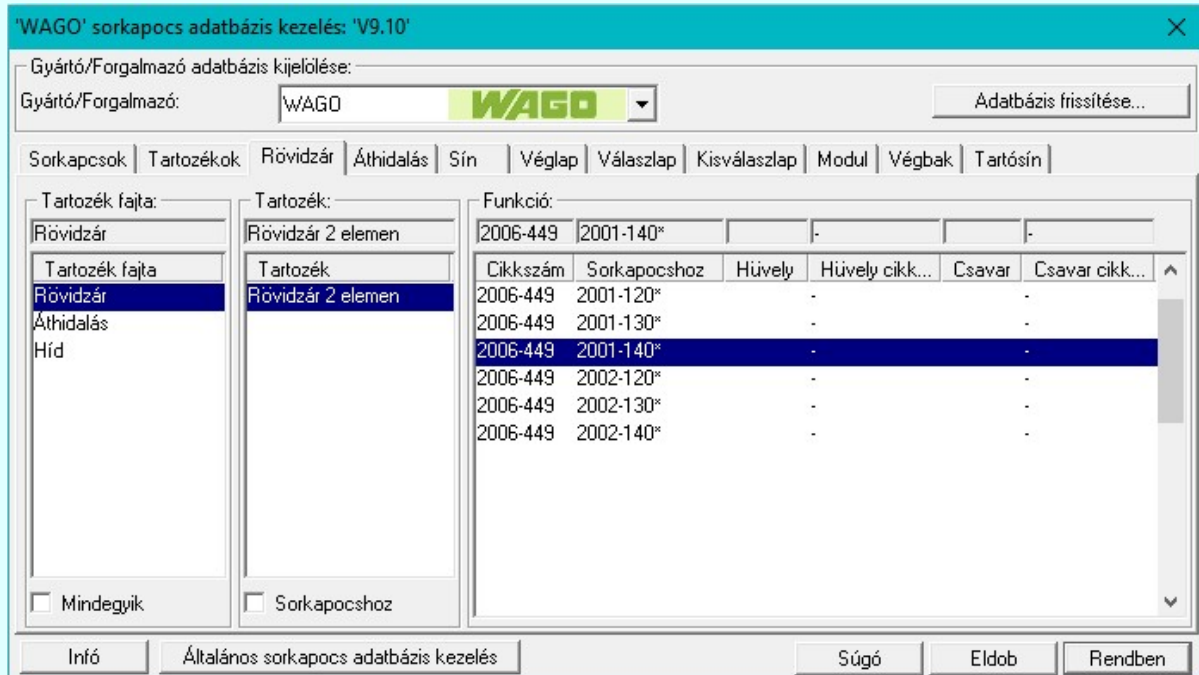 'WAGO' sorkapocs adatbázis kezelés: 'V9.10'
Gyártó/Forgalmazó adatbázis kijelölése:
Gyártó/Forgalmazó: WAGO WAGO Adatbázis frissítése...
Sorkapcsok Tartozékok Rövidzár Áthidalás Sín Véglap Válaszlap Kisválaszlap Modul Végbak Tartósín
Tartozék fajta: Tartozék: Funkció:
Rövidzár Rövidzár 2 elemen 2006-449 2001-140* - -
Tartozék fajta Tartozék Cikkszám Sorkapocshoz Hüvely Hüvely cikk... Csavar Csavar cikk...
Rövidzár Rövidzár 2 elemen 2006-449 2001-120* - -
Áthidalás 2006-449 2001-130* - -
Híd 2006-449 2001-140* - -
2006-449 2002-120* - -
2006-449 2002-130* - -
2006-449 2002-140* - -
Mindegyik Sorkapocshoz
Infó Általános sorkapocs adatbázis kezelés Súgó Eldob Rendben